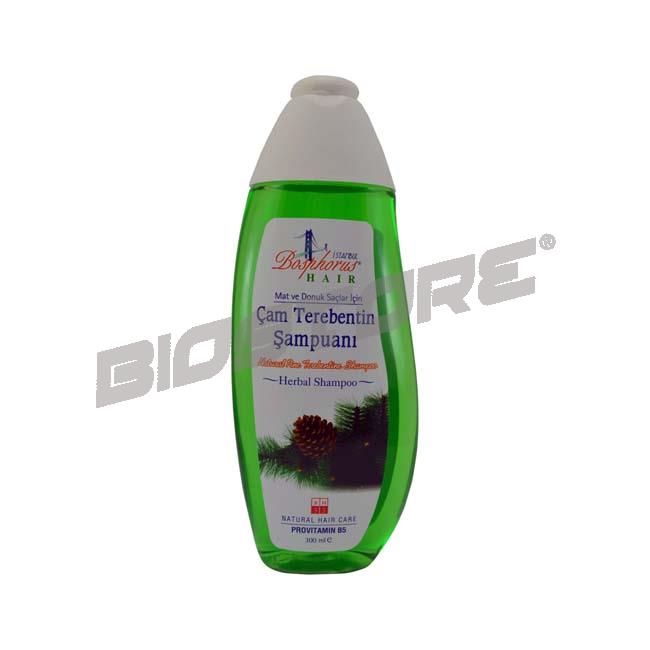 İSTANBUL
Bosphorus®
HAIR
Mat ve Donuk Saçlar İçin
Çam Terebentin
Şampuanı
Natural Pine Terebentine Shampoo
Herbal Shampoo
BIOSTORE®
NATURAL HAIR CARE
PROVITAMIN B5
300 ml e